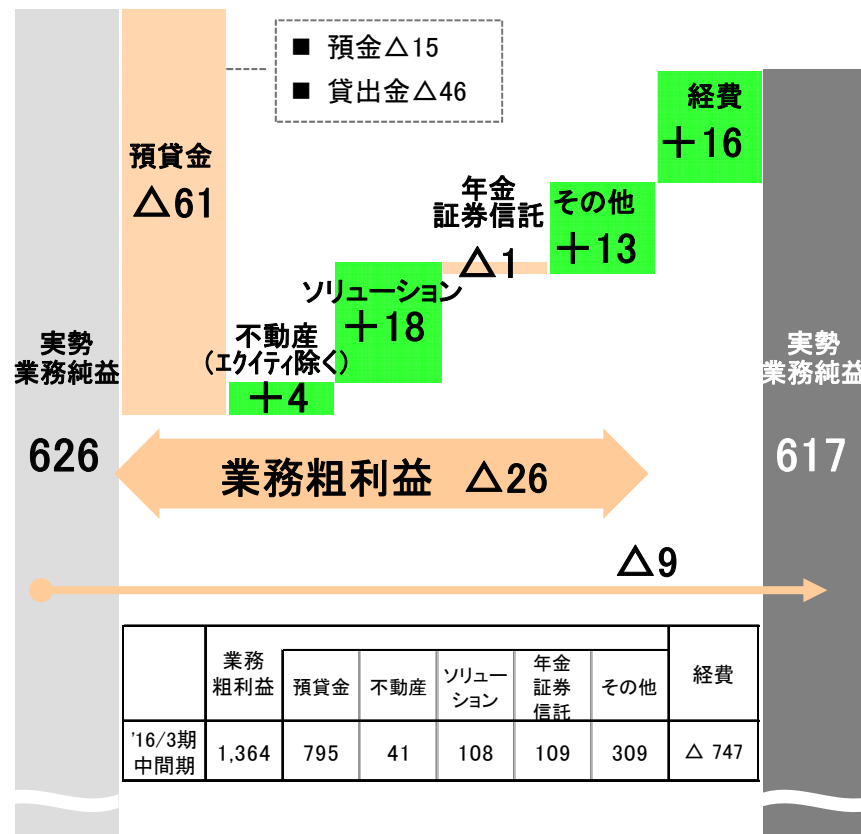 ■ 預金△15
■ 貸出金△46
預貸金
△61
経費
＋16
年金
証券信託
△1
その他
＋13
ソリューション
＋18
不動産
(エクイティ除く)
＋4
実勢
業務純益
626
実勢
業務純益
617
業務粗利益 △26
△9
業務
粗利益
預貸金
不動産
ソリュー
ション
年金
証券
信託
その他
経費
'16/3期
中間期
1,364
795
41
108
109
309
△ 747